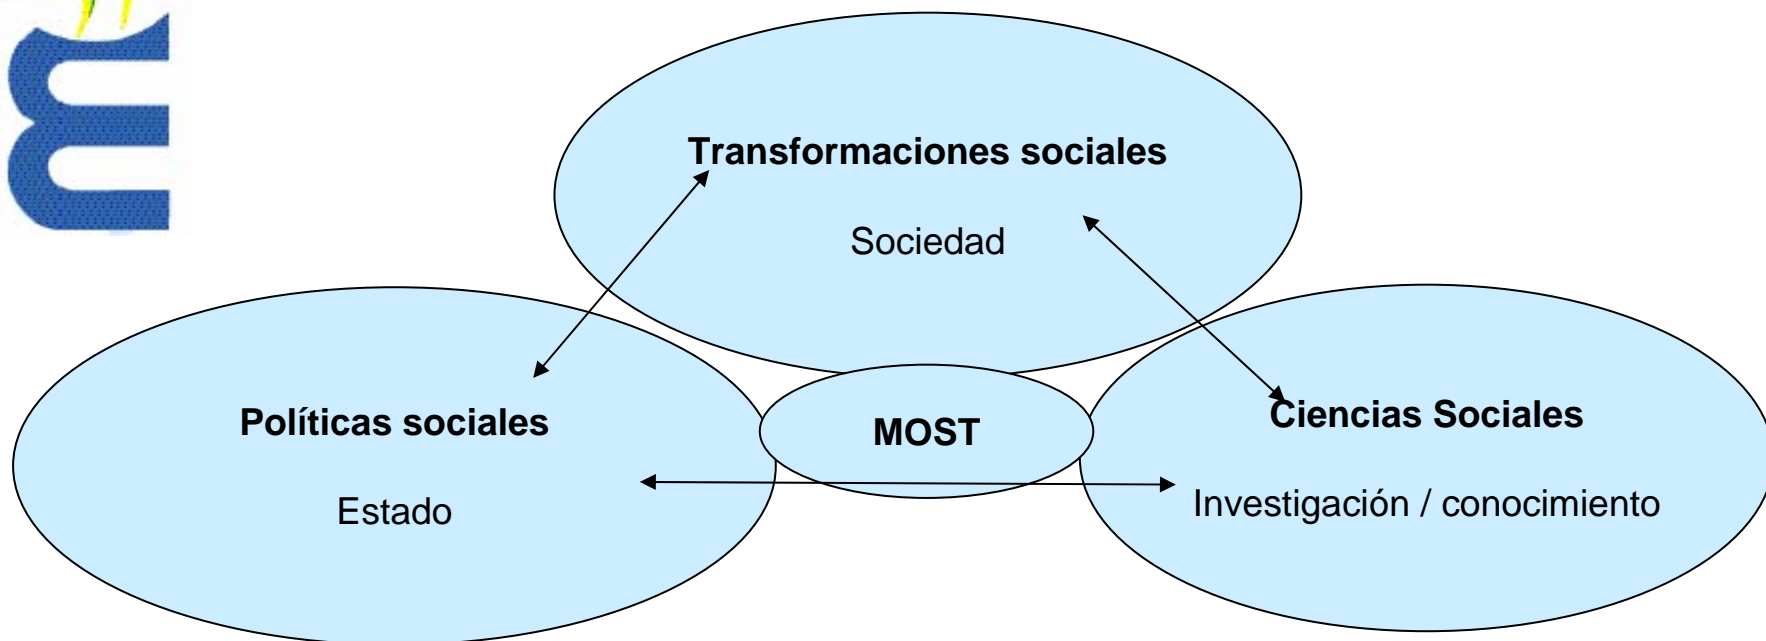 Transformaciones sociales
Sociedad
Políticas sociales
Estado
MOST
Ciencias Sociales
Investigación / conocimiento